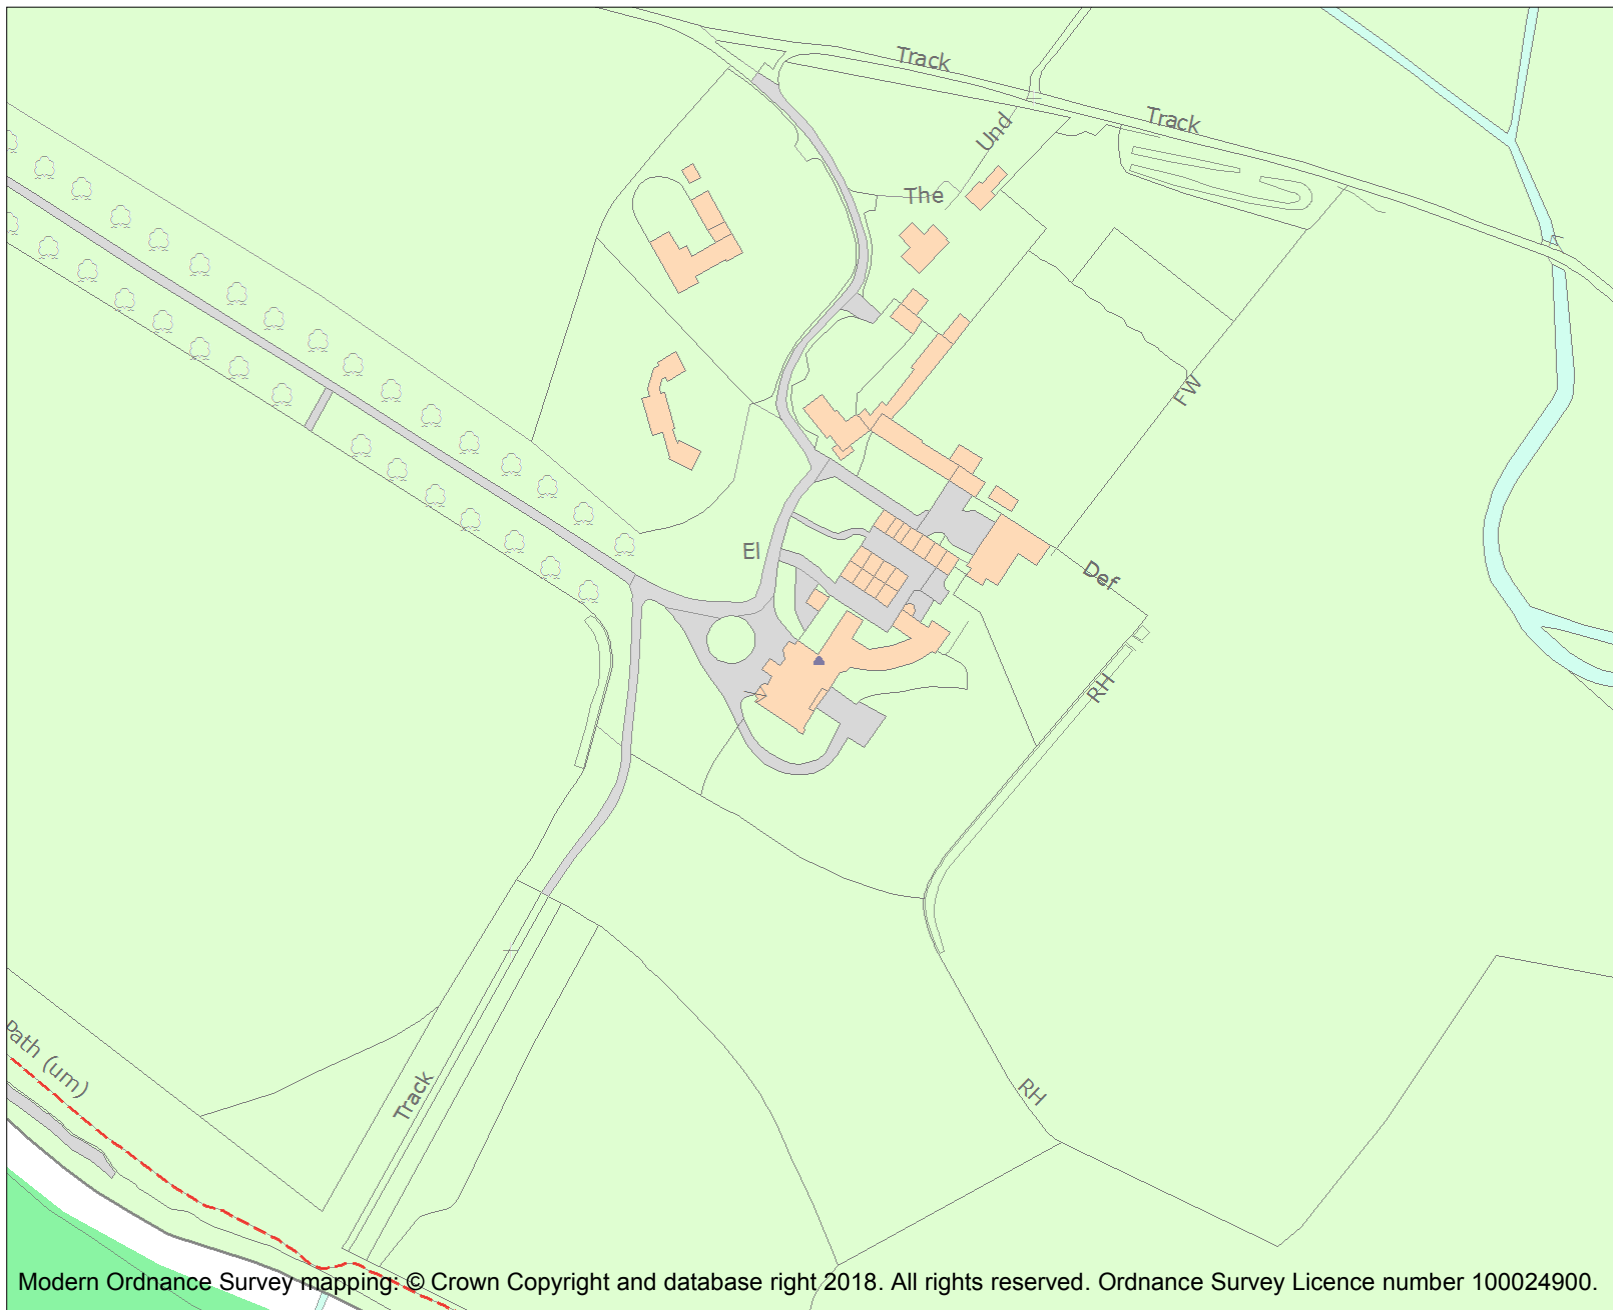 Track
Track
Und
The
FW
El
Def
RH
Path (um)
Track
RH
Modern Ordnance Survey mapping: © Crown Copyright and database right 2018. All rights reserved. Ordnance Survey Licence number 100024900.